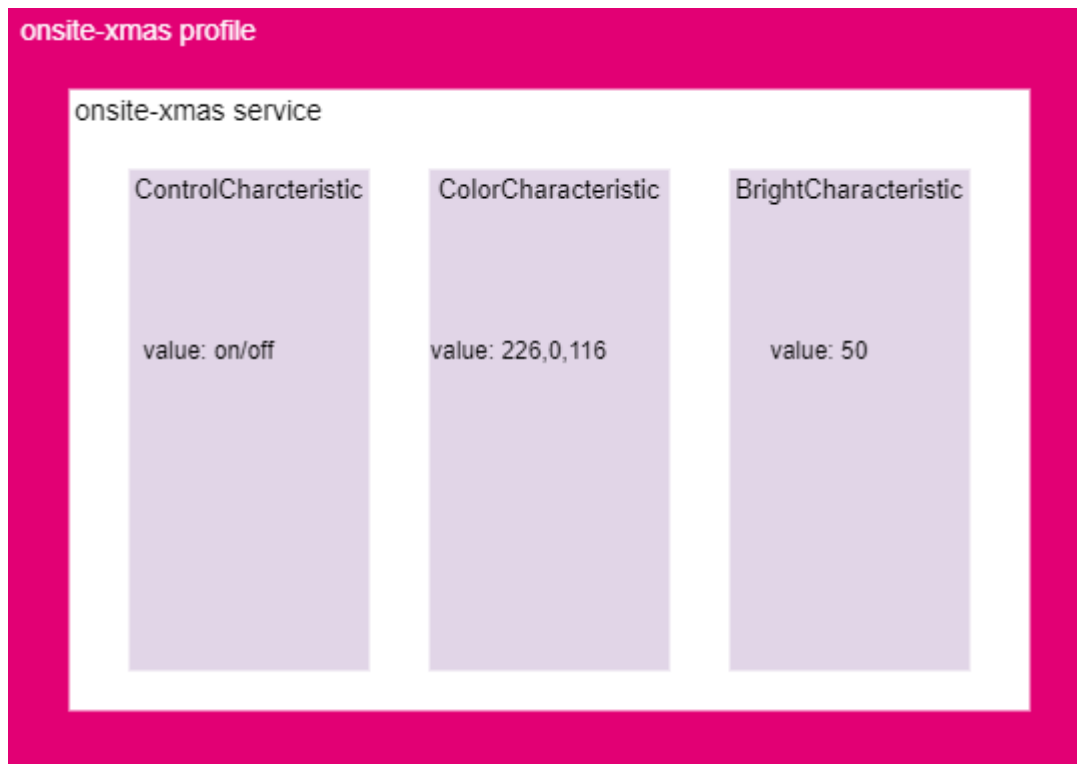 onsite-xmas profile
onsite-xmas service
ControlCharcteristic
ColorCharacteristic
BrightCharacteristic
value: on/off
value: 226,0,116
value: 50